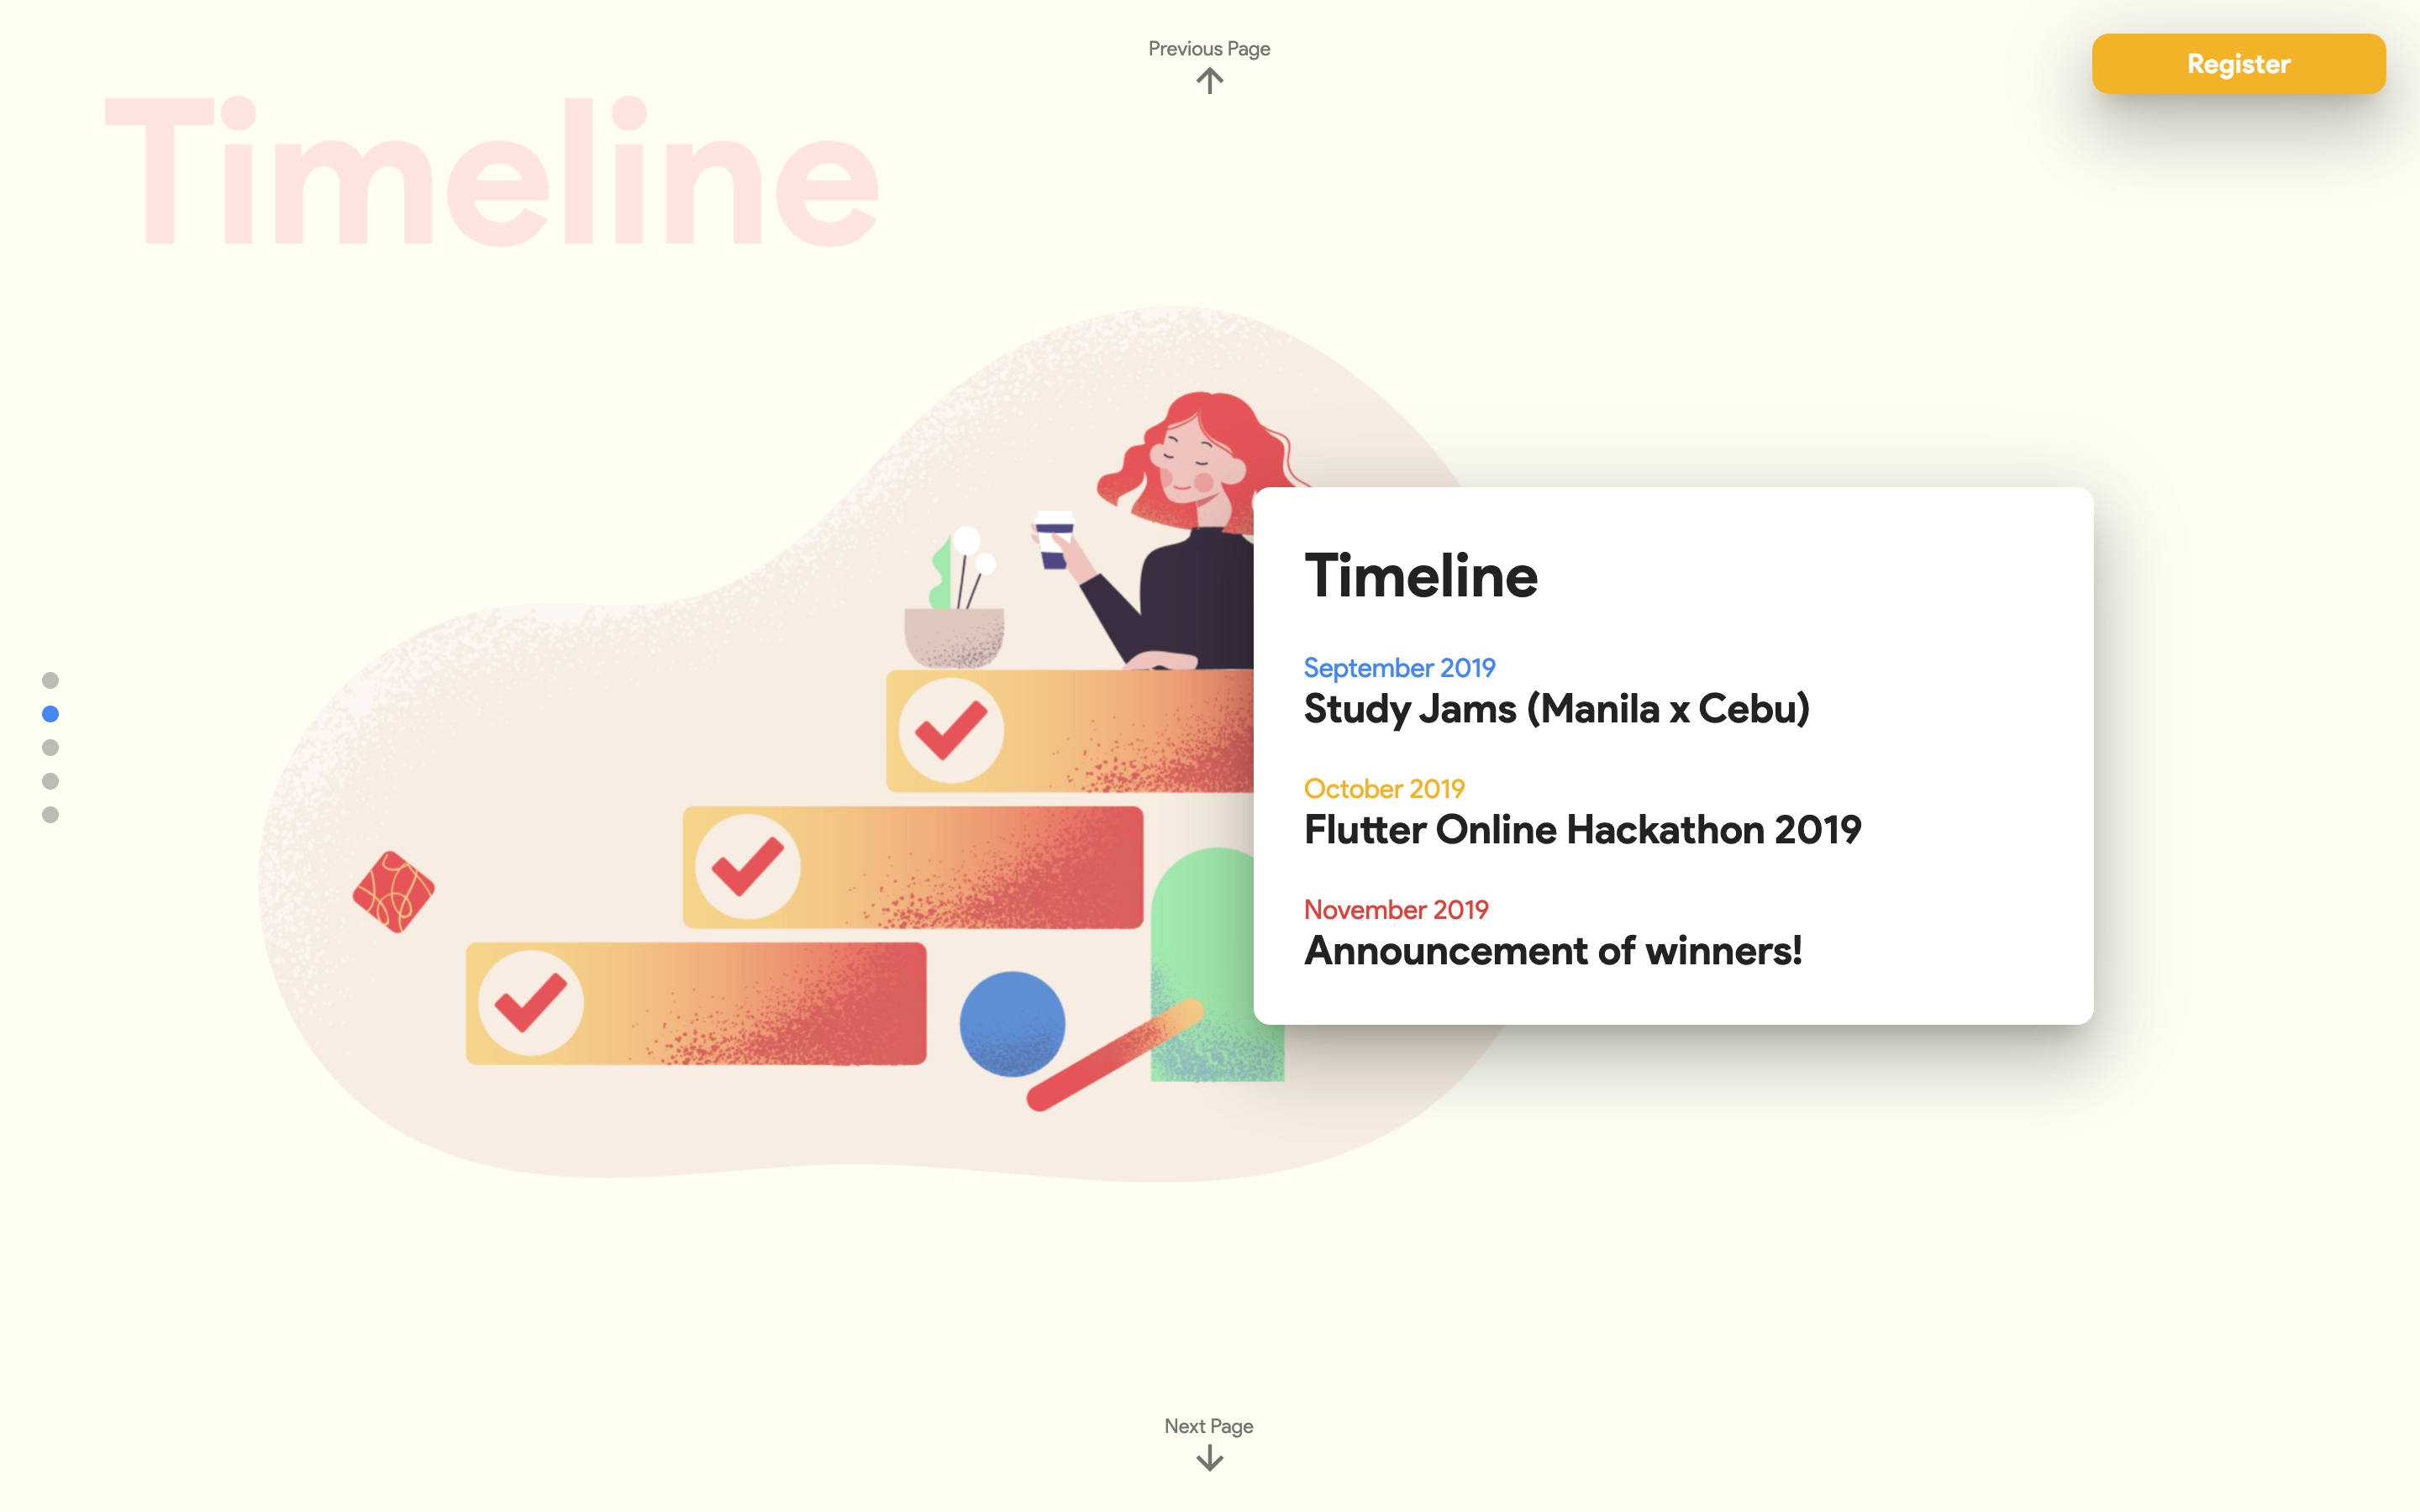 Previous Page
Register
Timeline
Timeline
September 2019
Study Jams (Manila x Cebu)
October 2019
Flutter Online Hackathon 2019
November 2019
Announcement of winners!
Next Page